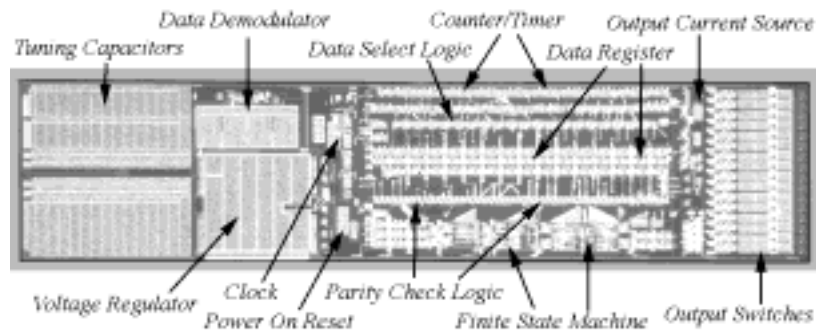 Data Demodulator
Counter/Timer
Output Current Source
Tuning Capacitors
Data Select Logic
Data Register
Voltage Regulator
Clock
Parity Check Logic
Power On Reset
Finite State Machine
Output Switches